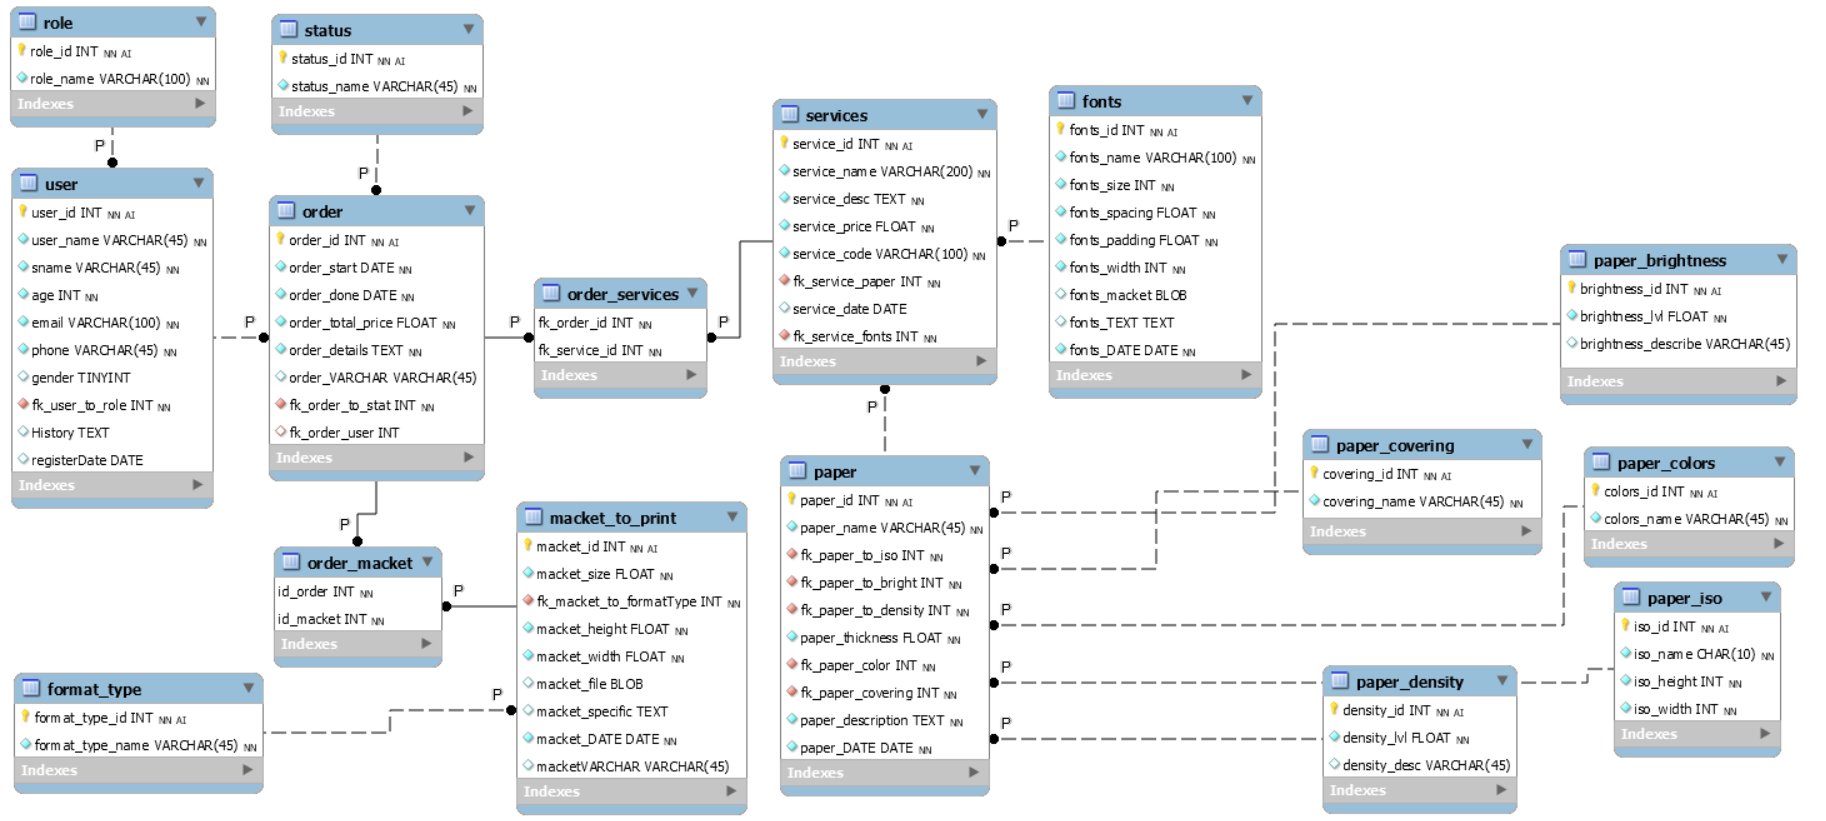 role
role_id INT NN AI
role_name VARCHAR(100) NN
Indexes
P
user
user_id INT NN AI
user_name VARCHAR(45) NN
sname VARCHAR(45) NN
age INT NN
email VARCHAR(100) NN
phone VARCHAR(45) NN
gender TINYINT
fk_user_to_role INT NN
History TEXT
registerDate DATE
Indexes
P
status
status_id INT NN AI
status_name VARCHAR(45) NN
Indexes
P
order
order_id INT NN AI
order_start DATE NN
order_done DATE NN
order_total_price FLOAT NN
order_details TEXT NN
order_VARCHAR VARCHAR(45)
fk_order_to_stat INT NN
fk_order_user INT
Indexes
P
P
order_services
fk_order_id INT NN
fk_service_id INT NN
Indexes
P
services
service_id INT NN AI
service_name VARCHAR(200) NN
service_desc TEXT NN
service_price FLOAT NN
service_code VARCHAR(100) NN
fk_service_paper INT NN
service_date DATE
fk_service_fonts INT NN
Indexes
P
P
fonts
fonts_id INT NN AI
fonts_name VARCHAR(100) NN
fonts_size INT NN
fonts_spacing FLOAT NN
fonts_padding FLOAT NN
fonts_width INT NN
fonts_macket BLOB
fonts_TEXT TEXT
fonts_DATE DATE NN
Indexes
order_macket
id_order INT NN
id_macket INT NN
Indexes
P
macket_to_print
macket_id INT NN AI
macket_size FLOAT NN
fk_macket_to_formatType INT NN
macket_height FLOAT NN
macket_width FLOAT NN
macket_file BLOB
macket_specific TEXT
macket_DATE DATE NN
macketVARCHAR VARCHAR(45)
Indexes
P
format_type
format_type_id INT NN AI
format_type_name VARCHAR(45) NN
Indexes
paper
paper_id INT NN AI
paper_name VARCHAR(45) NN
fk_paper_to_iso INT NN
fk_paper_to_bright INT NN
fk_paper_to_density INT NN
paper_thickness FLOAT NN
fk_paper_color INT NN
fk_paper_covering INT NN
paper_description TEXT NN
paper_DATE DATE NN
Indexes
P
P
P
P
P
paper_brightness
brightness_id INT NN AI
brightness_lvl FLOAT NN
brightness_describe VARCHAR(45)
Indexes
paper_covering
covering_id INT NN AI
covering_name VARCHAR(45) NN
Indexes
paper_colors
colors_id INT NN AI
colors_name VARCHAR(45) NN
Indexes
paper_iso
iso_id INT NN AI
iso_name CHAR(10) NN
iso_height INT NN
iso_width INT NN
Indexes
paper_density
density_id INT NN AI
density_lvl FLOAT NN
density_desc VARCHAR(45)
Indexes